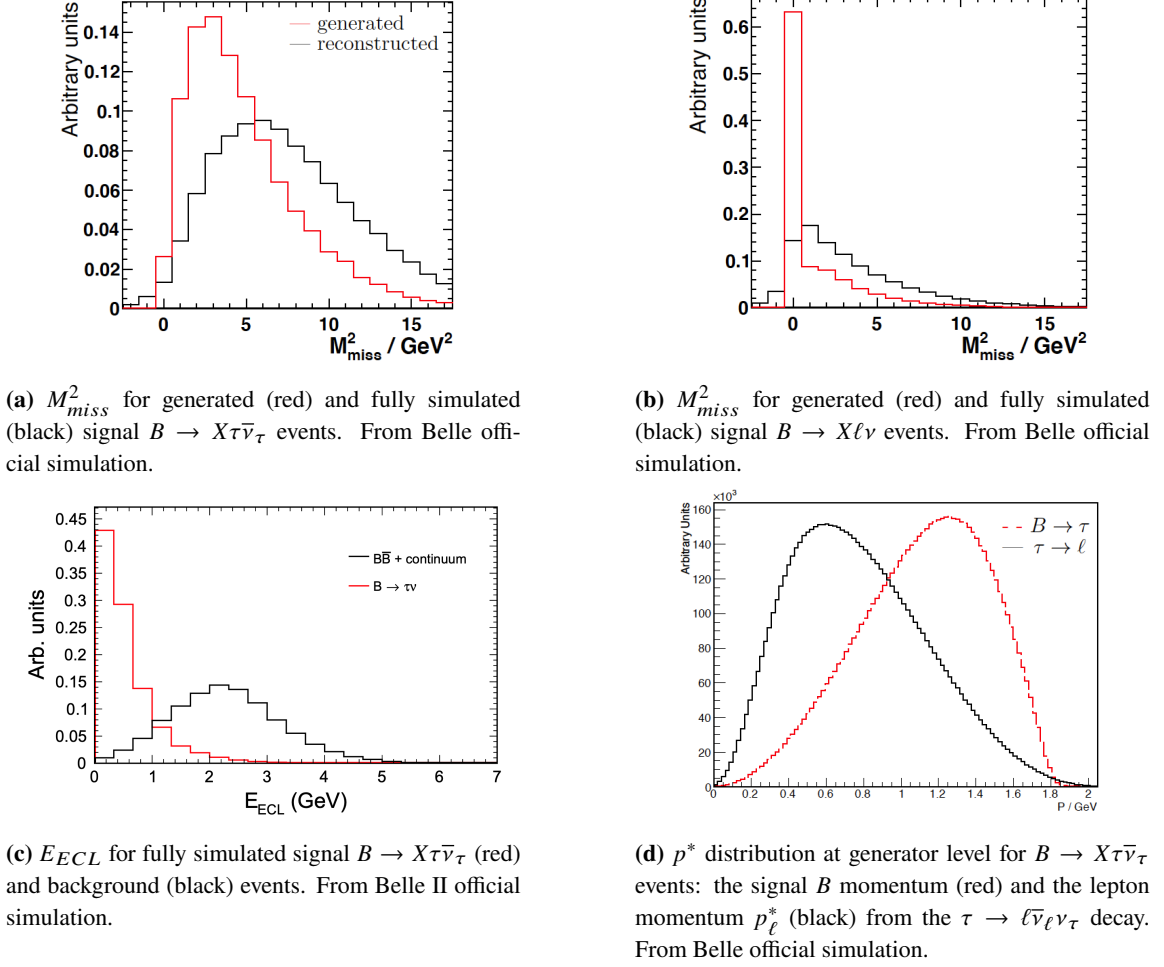 Arbitrary units
0.14
0.12
0.1
0.08
0.06
0.04
0.02
0
generated
reconstructed
0 5 10 15
M²miss / GeV²
(a) M²miss for generated (red) and fully simulated
(black) signal B → Xτν̄τ events. From Belle offi-
cial simulation.
Arbitrary units
0.6
0.5
0.4
0.3
0.2
0.1
0
0 5 10 15
M²miss / GeV²
(b) M²miss for generated (red) and fully simulated
(black) signal B → Xℓν events. From Belle official
simulation.
Arb. units
0.45
0.4
0.35
0.3
0.25
0.2
0.15
0.1
0.05
0
BB̄ + continuum
B → τν
0 1 2 3 4 5 6 7
E_ECL (GeV)
(c) E_ECL for fully simulated signal B → Xτν̄τ (red)
and background (black) events. From Belle II official
simulation.
×10³
Arbitrary Units
160
140
120
100
80
60
40
20
0
B → τ
τ → ℓ
0 0.2 0.4 0.6 0.8 1 1.2 1.4 1.6 1.8 2
P / GeV
(d) p* distribution at generator level for B → Xτν̄τ
events: the signal B momentum (red) and the lepton
momentum p*ℓ (black) from the τ → ℓν̄ℓντ decay.
From Belle official simulation.